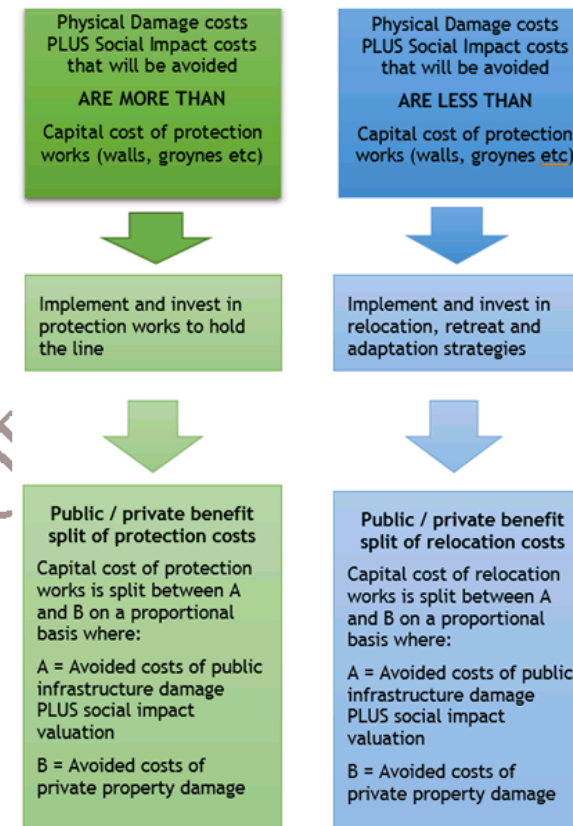 Physical Damage costs
PLUS Social Impact costs
that will be avoided
ARE MORE THAN
Capital cost of protection
works (walls, groynes etc)
Implement and invest in
protection works to hold
the line
Public / private benefit
split of protection costs
Capital cost of protection
works is split between A
and B on a proportional
basis where:
A = Avoided costs of public
infrastructure damage
PLUS social impact
valuation
B = Avoided costs of
private property damage
Physical Damage costs
PLUS Social Impact costs
that will be avoided
ARE LESS THAN
Capital cost of protection
works (walls, groynes etc)
Implement and invest in
relocation, retreat and
adaptation strategies
Public / private benefit
split of relocation costs
Capital cost of relocation
works is split between A
and B on a proportional
basis where:
A = Avoided costs of public
infrastructure damage
PLUS social impact
valuation
B = Avoided costs of
private property damage